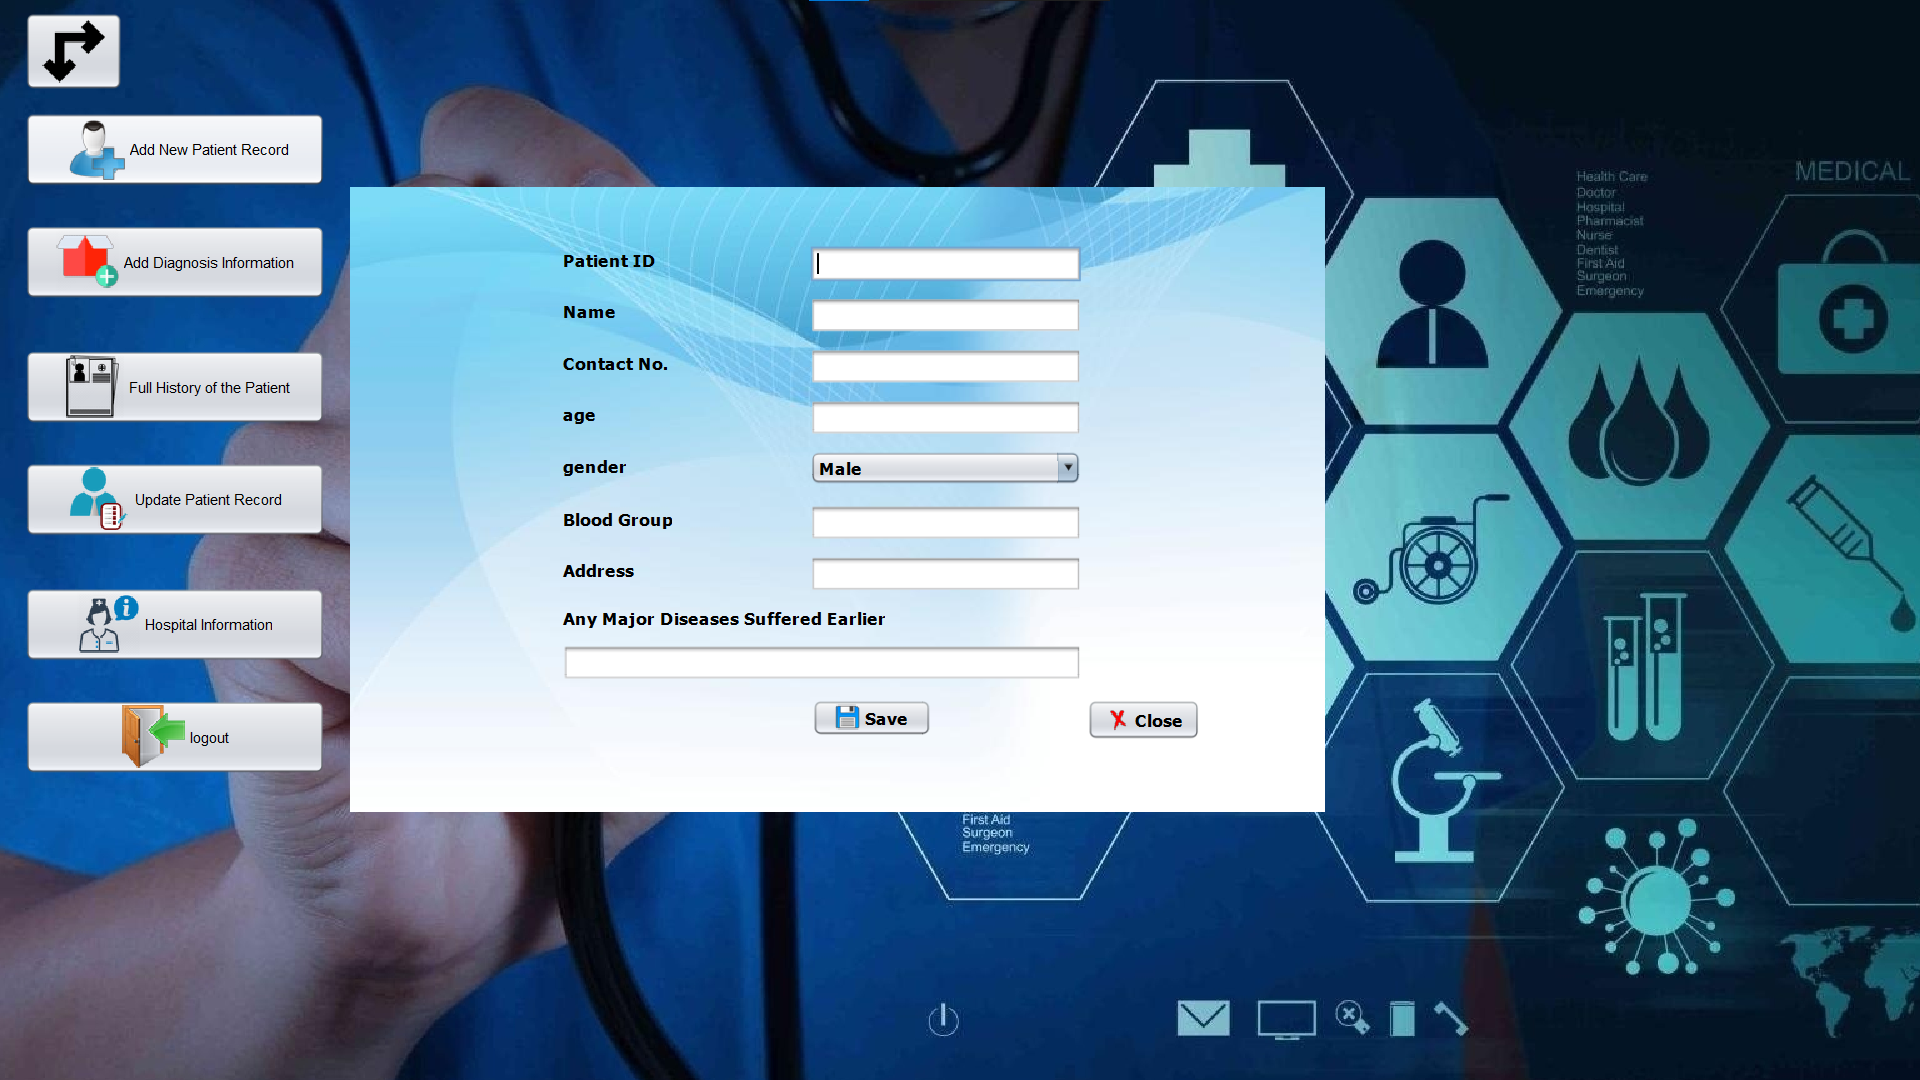 Add New Patient Record
Add Diagnosis Information
Full History of the Patient
Update Patient Record
Hospital Information
logout
Patient ID
Name
Contact No.
age
gender
Male
Blood Group
Address
Any Major Diseases Suffered Earlier
Save
Close
MEDICAL
Health Care
Doctor
Hospital
Pharmacist
Nurse
Dentist
First Aid
Surgeon
Emergency
First Aid
Surgeon
Emergency